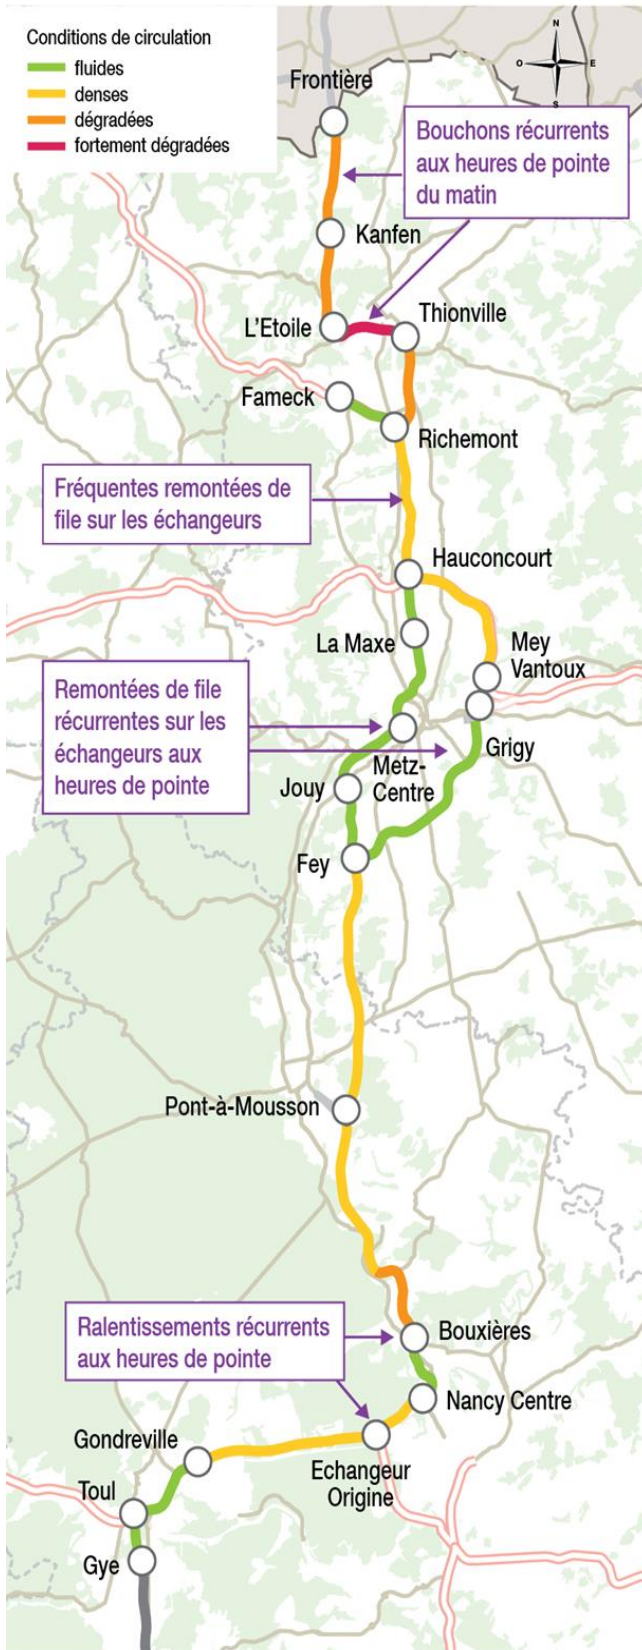 Conditions de circulation
fluides
denses
dégradées
fortement dégradées
N
O
E
S
Frontière
Bouchons récurrents
aux heures de pointe
du matin
Kanfen
L'Etoile
Thionville
Fameck
Richemont
Fréquentes remontées de
file sur les échangeurs
Hauconcourt
La Maxe
Mey
Vantoux
Remontées de file
récurrentes sur les
échangeurs aux
heures de pointe
Grigy
Metz-
Centre
Jouy
Fey
Pont-à-Mousson
Ralentissements récurrents
aux heures de pointe
Bouxières
Nancy Centre
Gondreville
Echangeur
Origine
Toul
Gye